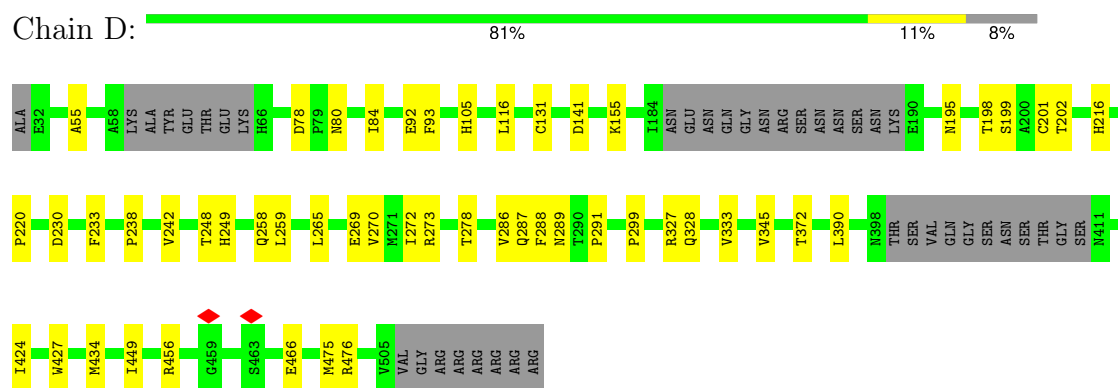 Chain D:
81% 11% 8%
ALA E32 A55 A58 LYS ALA TYR GLU THR GLU LYS H66 D78 P79 N80 I84 E92 F93 H105 L116 C131 D141 K155 I184 ASN GLU ASN GLN GLY ASN ARG SER ASN ASN SER ASN LYS E190 N195 T198 S199 A200 C201 T202 H216
P220 D230 F233 P238 V242 T248 H249 Q258 L259 L265 E269 V270 M271 I272 R273 T278 V286 Q287 F288 N289 T290 P291 P299 R327 Q328 V333 V345 T372 L390 N398 THR SER VAL GLN GLY SER ASN SER THR GLY SER N411
I424 W427 M434 I449 R456 G459 S463 E466 M475 R476 V505 VAL GLY ARG ARG ARG ARG ARG ARG